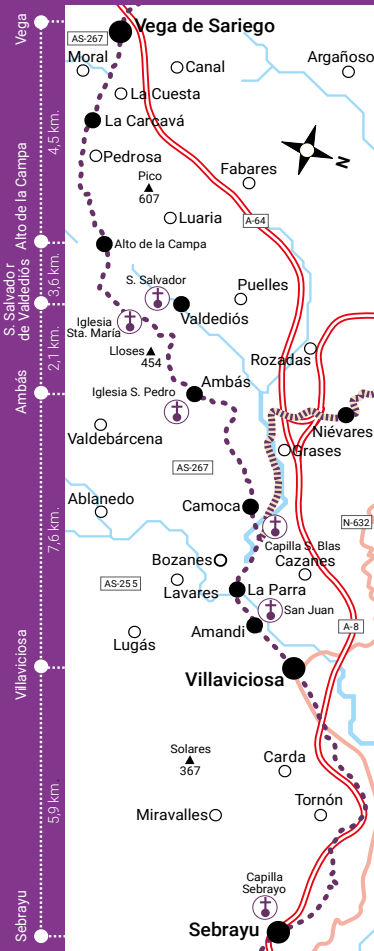 Vega
4,5 km.
Alto de la Campa
3,6 km.
S. Salvador
de Valdediós
2,1 km.
Ambás
7,6 km.
Villaviciosa
5,9 km.
Sebrayu
Vega de Sariego
AS-267
Moral
Canal
Argañoso
La Cuesta
La Carcavá
N
Pedrosa
Pico
607
Fabares
Luaria
A-64
Alto de la Campa
S. Salvador
Puelles
Valdediós
Iglesia
Sta. María
Lloses
454
Rozadas
Ambás
Iglesia S. Pedro
Niévares
Valdebárcena
Grases
AS-267
Ablanedo
Camoca
N-632
Capilla S. Blas
Bozanes
Cazanes
AS-255
Lavares
La Parra
San Juan
Amandi
A-8
Lugás
Villaviciosa
Solares
367
Carda
Miravalles
Tornón
Capilla
Sebrayo
Sebrayu